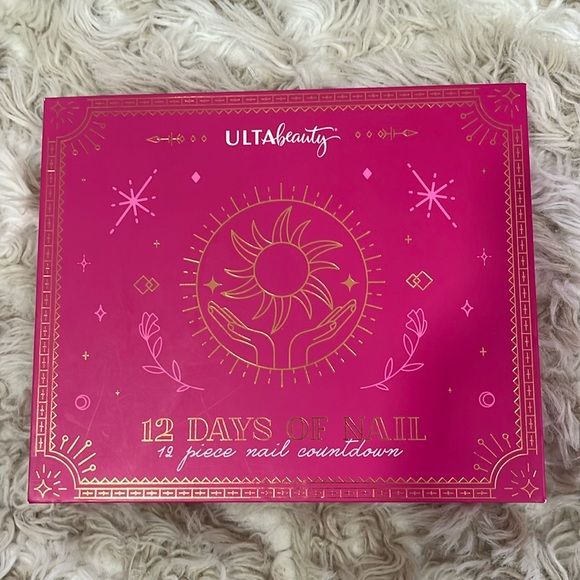 ULTAbeauty®
12 DAYS OF NAIL
12 piece nail countdown